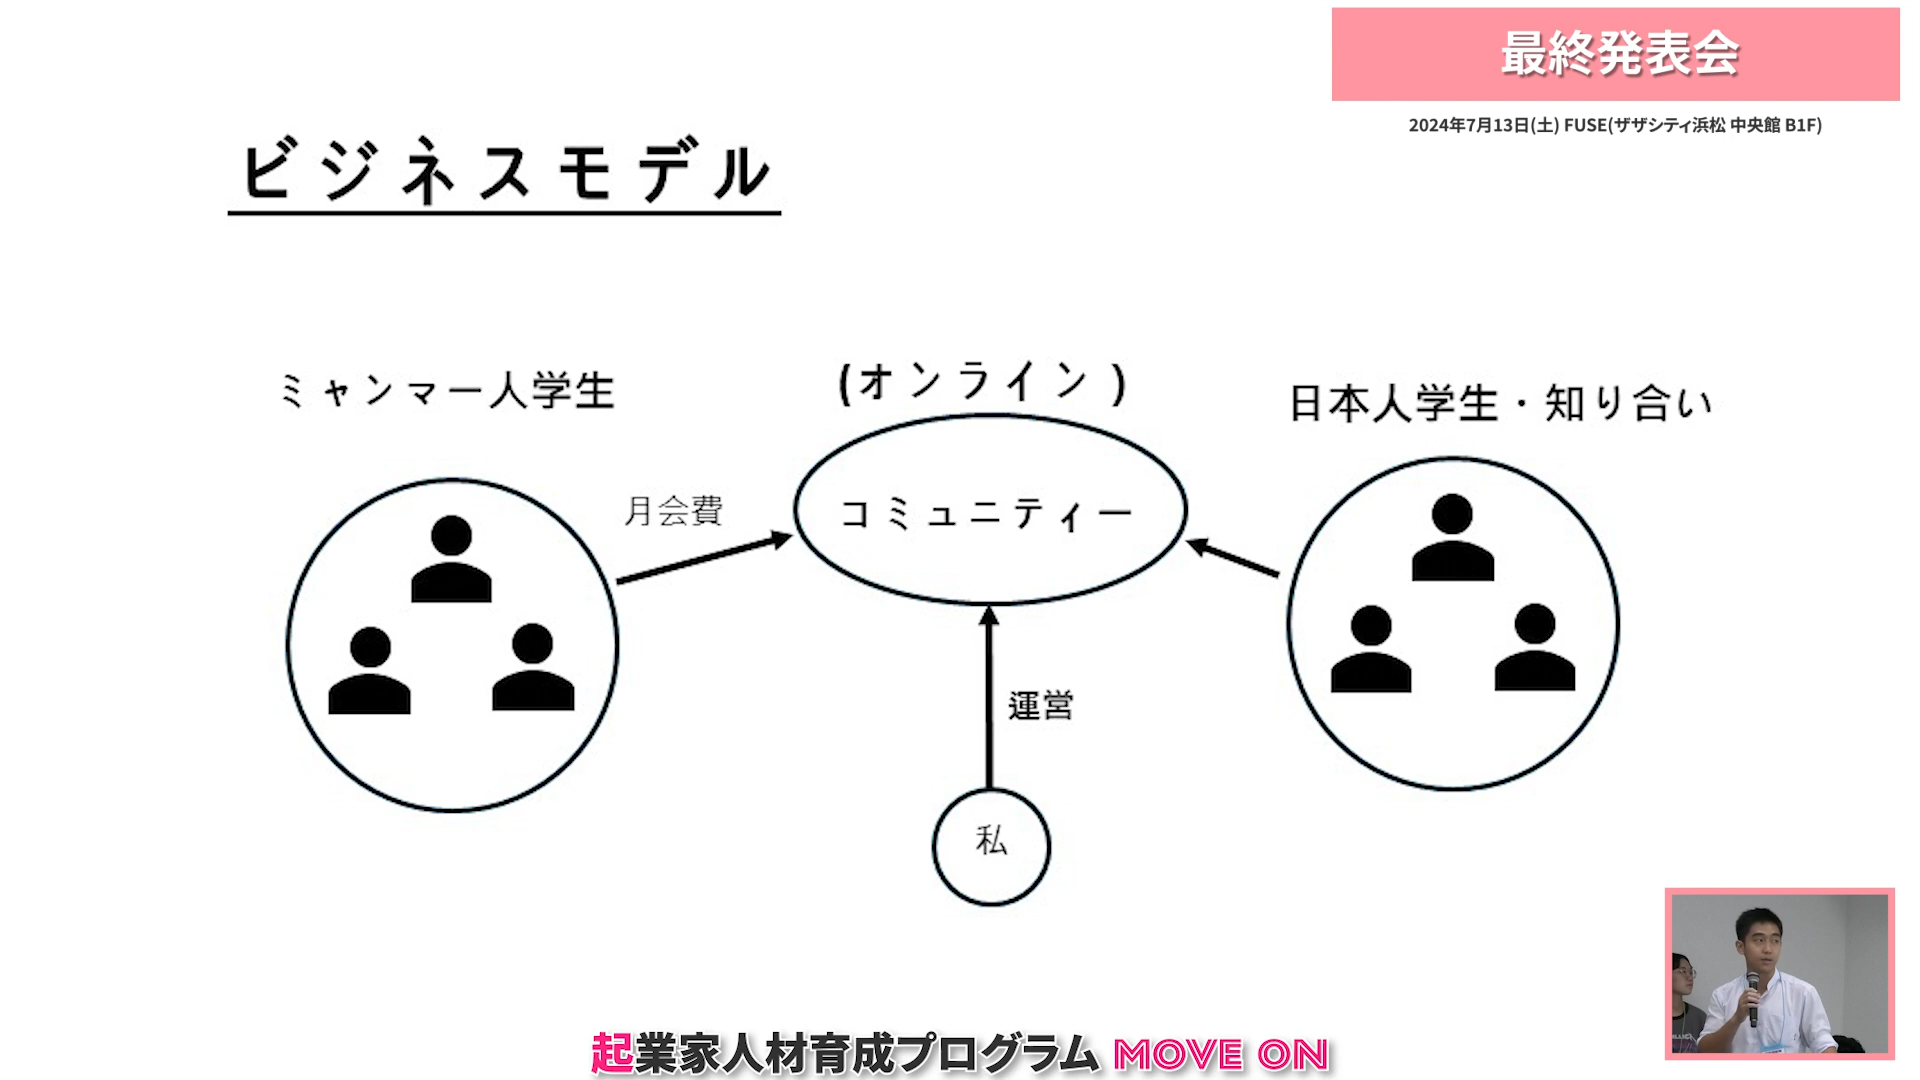 最終発表会
2024年7月13日(土) FUSE(ザザシティ浜松 中央館 B1F)
ビジネスモデル
ミャンマー人学生
(オンライン)
日本人学生・知り合い
月会費
コミュニティー
運営
私
起業家人材育成プログラム MOVE ON